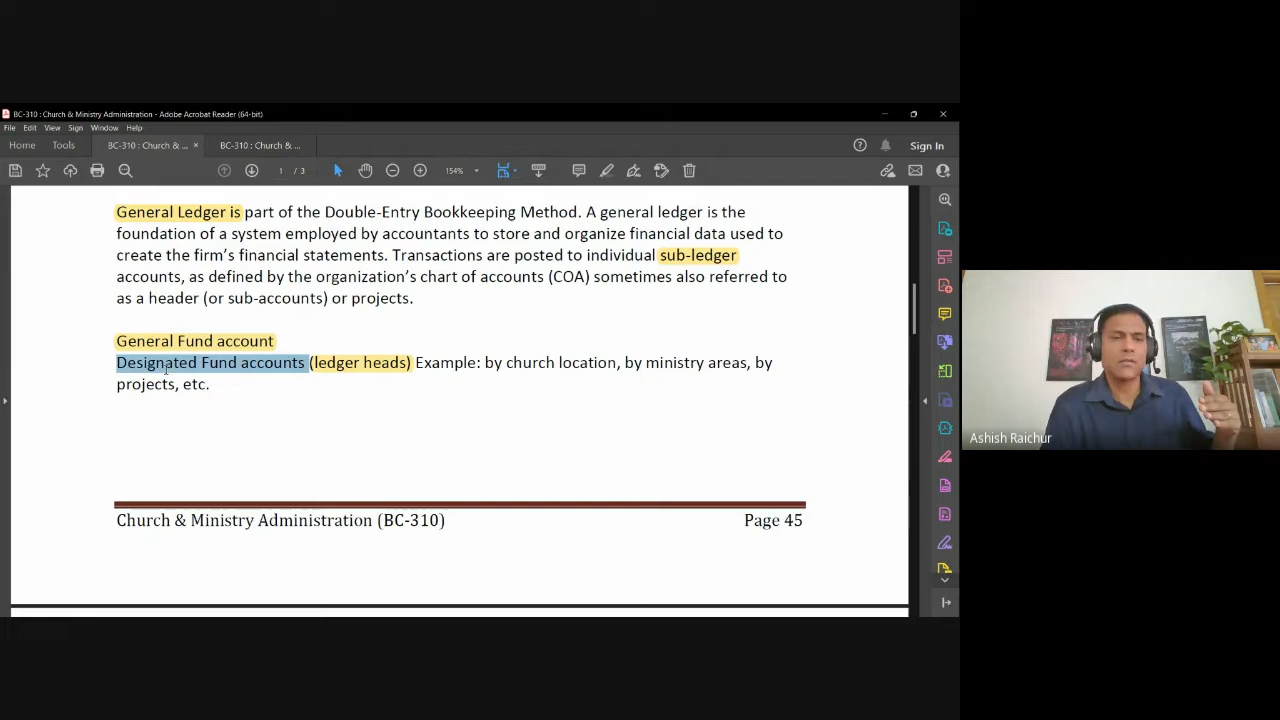 BC-310 : Church & Ministry Administration - Adobe Acrobat Reader (64-bit)
File Edit View Sign Window Help
Home Tools BC-310 : Church & ... × BC-310 : Church & ... Sign In
1 / 3 154%
General Ledger is part of the Double-Entry Bookkeeping Method. A general ledger is the
foundation of a system employed by accountants to store and organize financial data used to
create the firm's financial statements. Transactions are posted to individual sub-ledger
accounts, as defined by the organization's chart of accounts (COA) sometimes also referred to
as a header (or sub-accounts) or projects.
General Fund account
Designated Fund accounts (ledger heads) Example: by church location, by ministry areas, by
projects, etc.
Church & Ministry Administration (BC-310) Page 45
Ashish Raichur